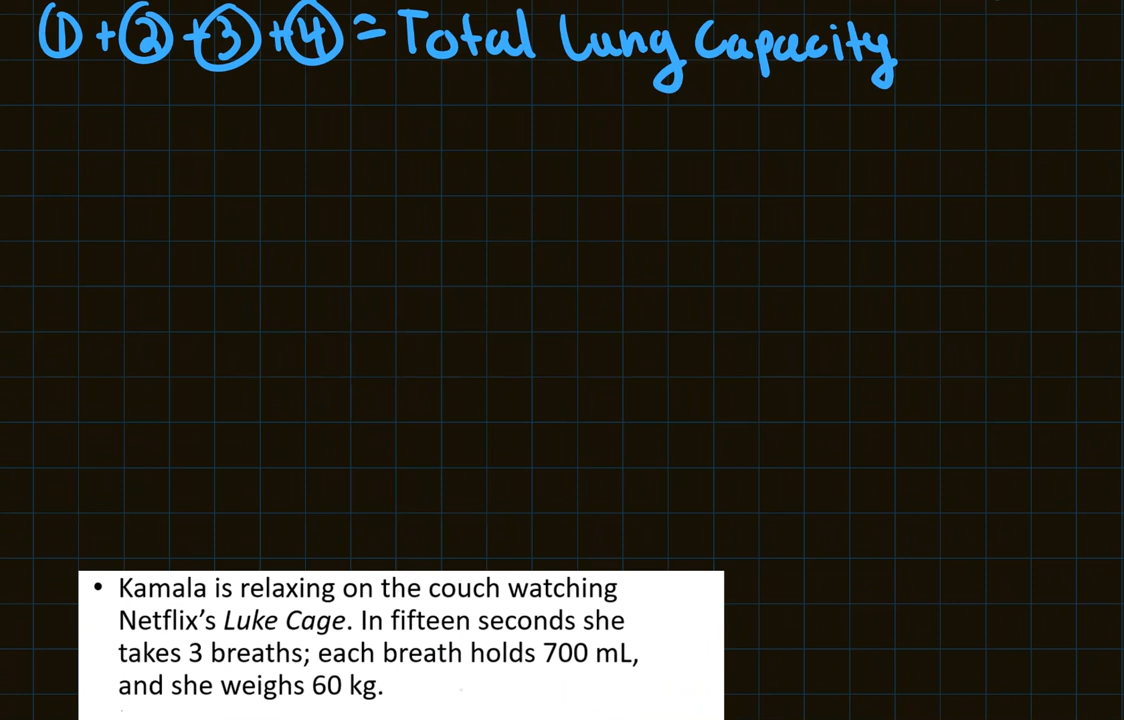 ① + ② + ③ + ④ = Total Lung Capacity
• Kamala is relaxing on the couch watching
Netflix's Luke Cage. In fifteen seconds she
takes 3 breaths; each breath holds 700 mL,
and she weighs 60 kg.